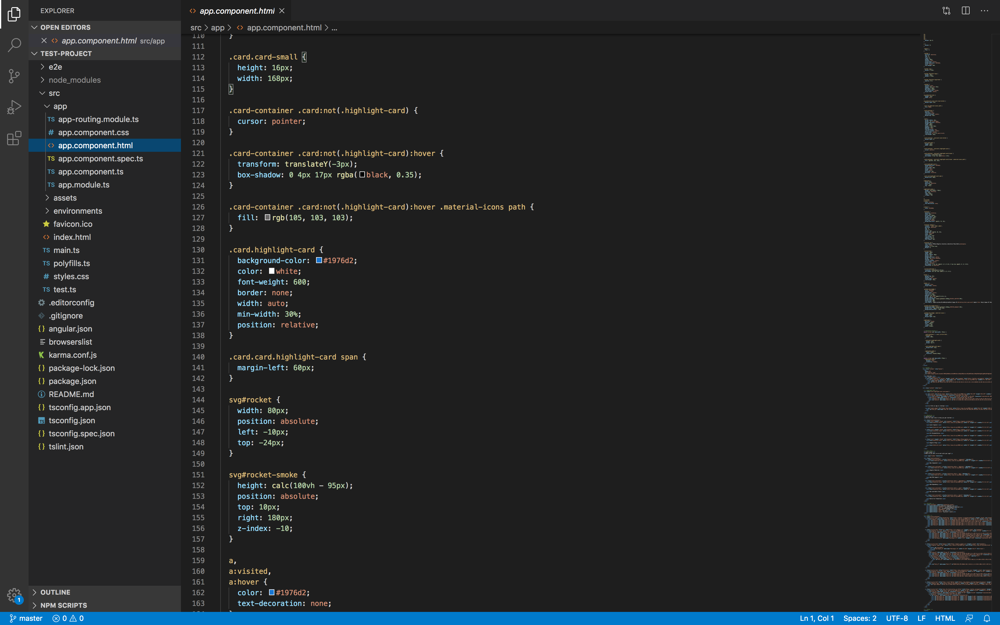 EXPLORER
OPEN EDITORS
app.component.html src/app
TEST-PROJECT
e2e
node_modules
src
app
TS app-routing.module.ts
# app.component.css
<> app.component.html
TS app.component.spec.ts
TS app.component.ts
TS app.module.ts
assets
environments
favicon.ico
<> index.html
TS main.ts
TS polyfills.ts
# styles.css
TS test.ts
.editorconfig
.gitignore
{} angular.json
browserslist
karma.conf.js
{} package-lock.json
{} package.json
README.md
{} tsconfig.app.json
TS tsconfig.json
{} tsconfig.spec.json
{} tslint.json
OUTLINE
NPM SCRIPTS
1
<> app.component.html
src > app > <> app.component.html > ...
110 }
111
112 .card.card-small {
113 height: 16px;
114 width: 168px;
115 }
116
117 .card-container .card:not(.highlight-card) {
118 cursor: pointer;
119 }
120
121 .card-container .card:not(.highlight-card):hover {
122 transform: translateY(-3px);
123 box-shadow: 0 4px 17px rgba(black, 0.35);
124 }
125
126 .card-container .card:not(.highlight-card):hover .material-icons path {
127 fill: rgb(105, 103, 103);
128 }
129
130 .card.highlight-card {
131 background-color: #1976d2;
132 color: white;
133 font-weight: 600;
134 border: none;
135 width: auto;
136 min-width: 30%;
137 position: relative;
138 }
139
140 .card.card.highlight-card span {
141 margin-left: 60px;
142 }
143
144 svg#rocket {
145 width: 80px;
146 position: absolute;
147 left: -10px;
148 top: -24px;
149 }
150
151 svg#rocket-smoke {
152 height: calc(100vh - 95px);
153 position: absolute;
154 top: 10px;
155 right: 180px;
156 z-index: -10;
157 }
158
159 a,
160 a:visited,
161 a:hover {
162 color: #1976d2;
163 text-decoration: none;
master 0 0
Ln 1, Col 1 Spaces: 2 UTF-8 LF HTML